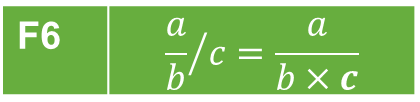 F6
a/b / c = a/(b × c)